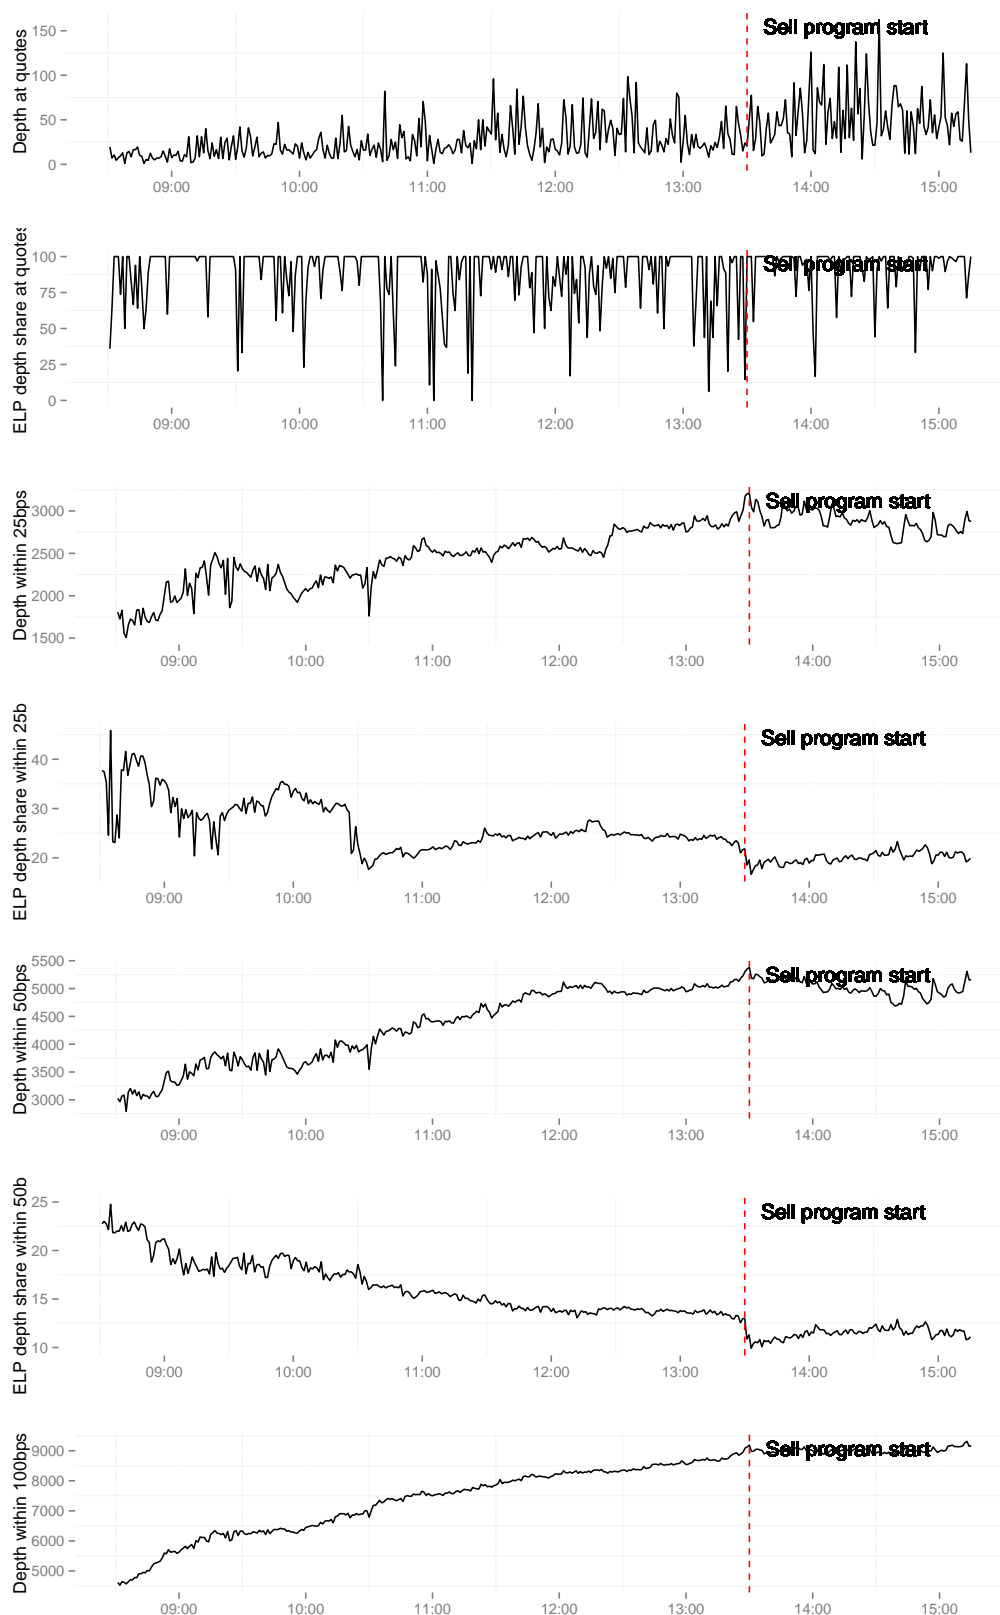 Depth at quotes
150
100
50
0
Sell program start
09:00 10:00 11:00 12:00 13:00 14:00 15:00
ELP depth share at quotes
100
75
50
25
0
Sell program start
09:00 10:00 11:00 12:00 13:00 14:00 15:00
Depth within 25bps
3000
2500
2000
1500
Sell program start
09:00 10:00 11:00 12:00 13:00 14:00 15:00
ELP depth share within 25b
40
30
20
Sell program start
09:00 10:00 11:00 12:00 13:00 14:00 15:00
Depth within 50bps
5500
5000
4500
4000
3500
3000
Sell program start
09:00 10:00 11:00 12:00 13:00 14:00 15:00
ELP depth share within 50b
25
20
15
10
Sell program start
09:00 10:00 11:00 12:00 13:00 14:00 15:00
Depth within 100bps
9000
8000
7000
6000
5000
Sell program start
09:00 10:00 11:00 12:00 13:00 14:00 15:00